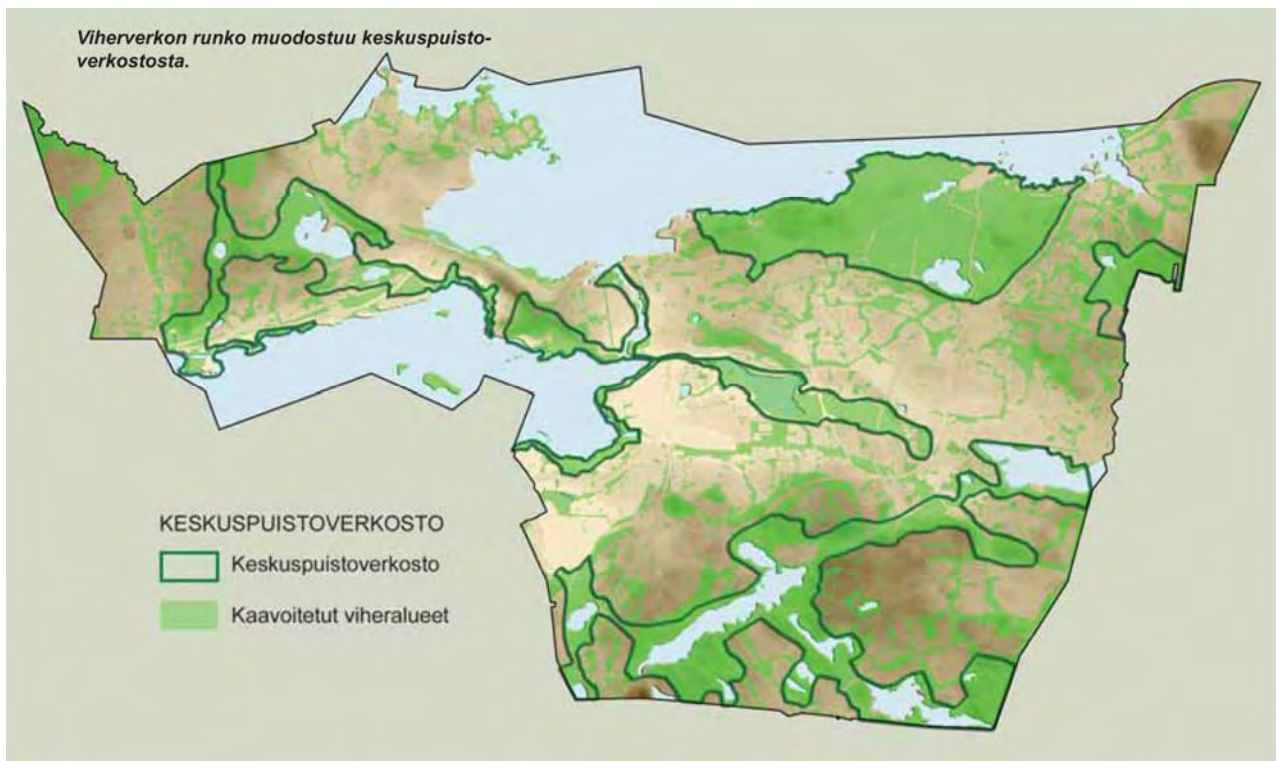 Viherverkon runko muodostuu keskuspuisto-
verkostosta.
KESKUSPUISTOVERKOSTO
Keskuspuistoverkosto
Kaavoitetut viheralueet